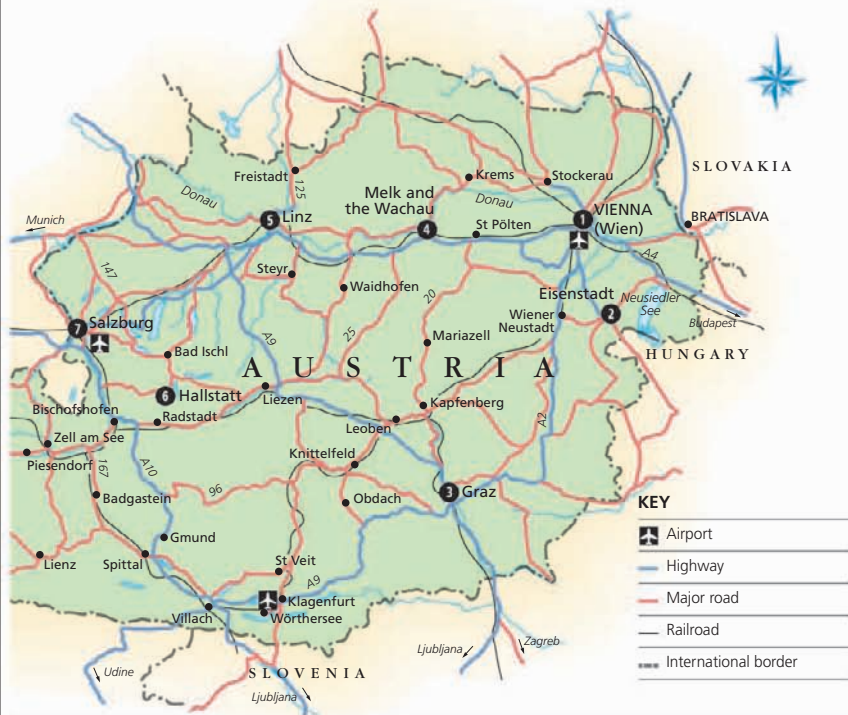 SLOVAKIA
Freistadt
125
Krems
Stockerau
Donau
Melk and
the Wachau
Donau
Munich
5 Linz
4
St Pölten
1 VIENNA
(Wien)
BRATISLAVA
A4
147
Steyr
Waidhofen
20
Eisenstadt
Neusiedler
See
7 Salzburg
A9
25
Wiener
Neustadt
2
Budapest
Mariazell
Bad Ischl
AUSTRIA
HUNGARY
6 Hallstatt
Liezen
Bischofshofen
Radstadt
Kapfenberg
Leoben
A2
Zell am See
Piesendorf
167
A10
Knittelfeld
96
Badgastein
Obdach
3 Graz
KEY
Airport
Gmund
Highway
Lienz
Spittal
St Veit
A9
Major road
Klagenfurt
Villach
Wörthersee
Railroad
Udine
SLOVENIA
Ljubljana
Zagreb
International border
Ljubljana